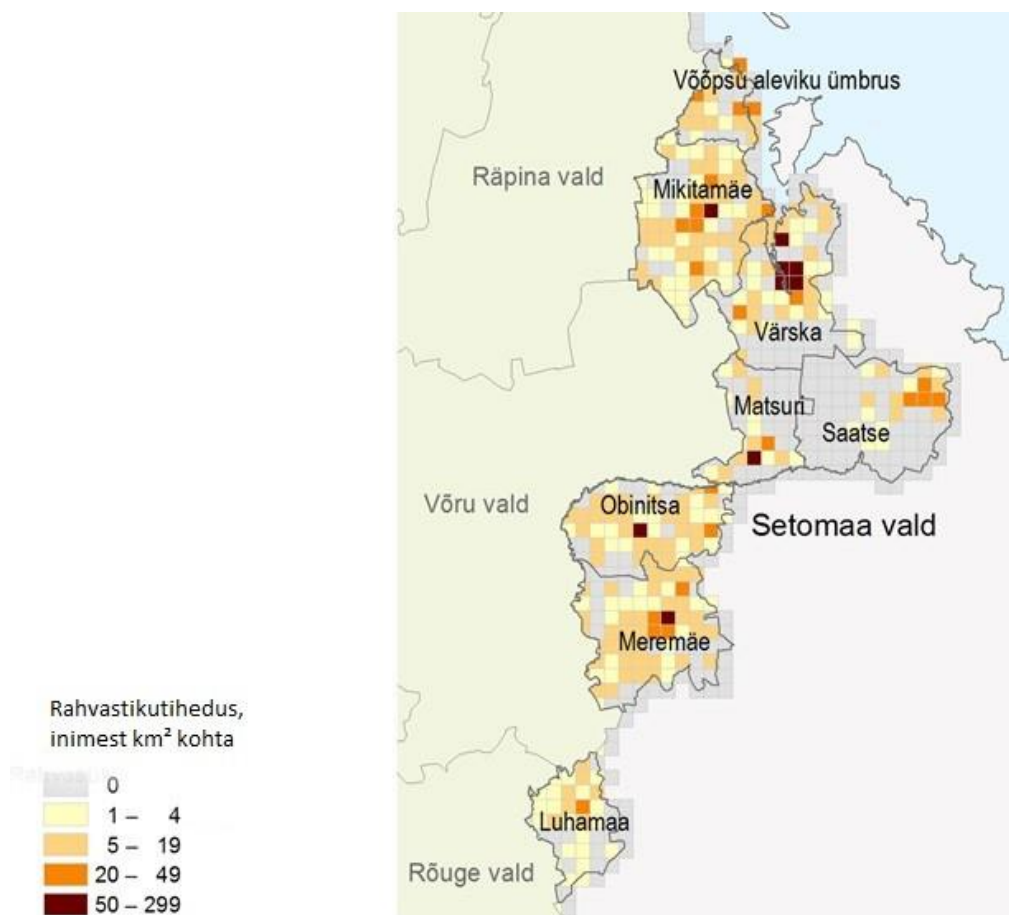 Võõpsu aleviku ümbrus
Räpina vald
Mikitamäe
Värska
Matsuri
Saatse
Võru vald
Obinitsa
Setomaa vald
Meremäe
Rahvastikutihedus,
inimest km² kohta
0
1 – 4
5 – 19
20 – 49
50 – 299
Luhamaa
Rõuge vald